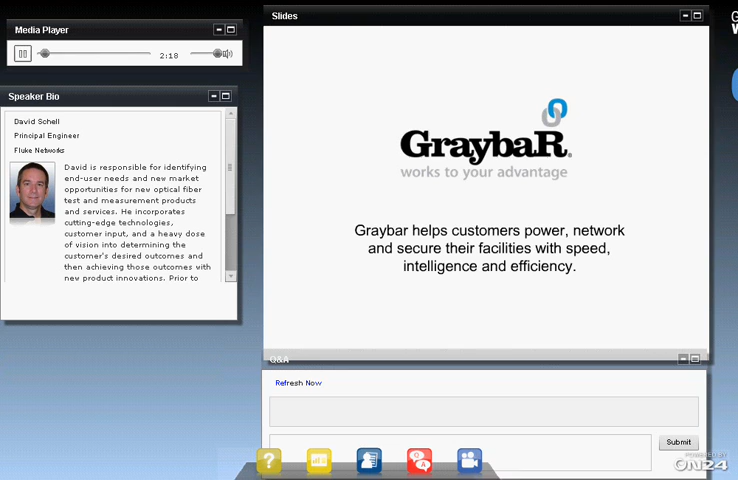 Media Player
2:18
Speaker Bio
David Schell
Principal Engineer
Fluke Networks
David is responsible for identifying
end-user needs and new market
opportunities for new optical fiber
test and measurement products
and services. He incorporates
cutting-edge technologies,
customer input, and a heavy dose
of vision into determining the
customer's desired outcomes and
then achieving those outcomes with
new product innovations. Prior to
Slides
GraybaR
works to your advantage
Graybar helps customers power, network
and secure their facilities with speed,
intelligence and efficiency.
Q&A
Refresh Now
Submit
?
Q
A
POWERED BY
ON24